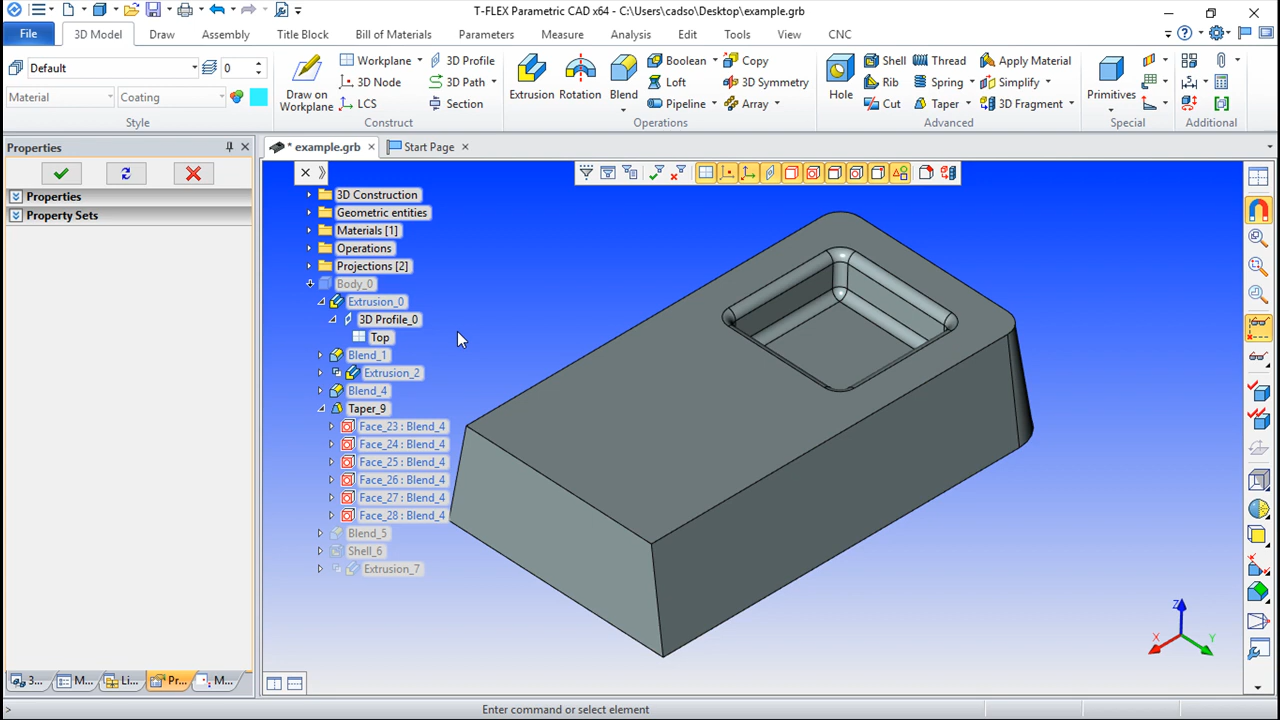 T-FLEX Parametric CAD x64 - C:\Users\cadso\Desktop\example.grb
File
3D Model
Draw
Assembly
Title Block
Bill of Materials
Parameters
Measure
Analysis
Edit
Tools
View
CNC
Default
0
Material
Coating
Style
Draw on
Workplane
Workplane
3D Node
LCS
3D Profile
3D Path
Section
Construct
Extrusion
Rotation
Blend
Boolean
Loft
Pipeline
Copy
3D Symmetry
Array
Operations
Hole
Shell
Rib
Cut
Thread
Spring
Taper
Apply Material
Simplify
3D Fragment
Advanced
Primitives
Special
Additional
Properties
* example.grb
Start Page
Properties
Property Sets
3D Construction
Geometric entities
Materials [1]
Operations
Projections [2]
Body_0
Extrusion_0
3D Profile_0
Top
Blend_1
Extrusion_2
Blend_4
Taper_9
Face_23 : Blend_4
Face_24 : Blend_4
Face_25 : Blend_4
Face_26 : Blend_4
Face_27 : Blend_4
Face_28 : Blend_4
Blend_5
Shell_6
Extrusion_7
Z
X
Y
3...
M...
Li...
Pr...
M...
>
Enter command or select element